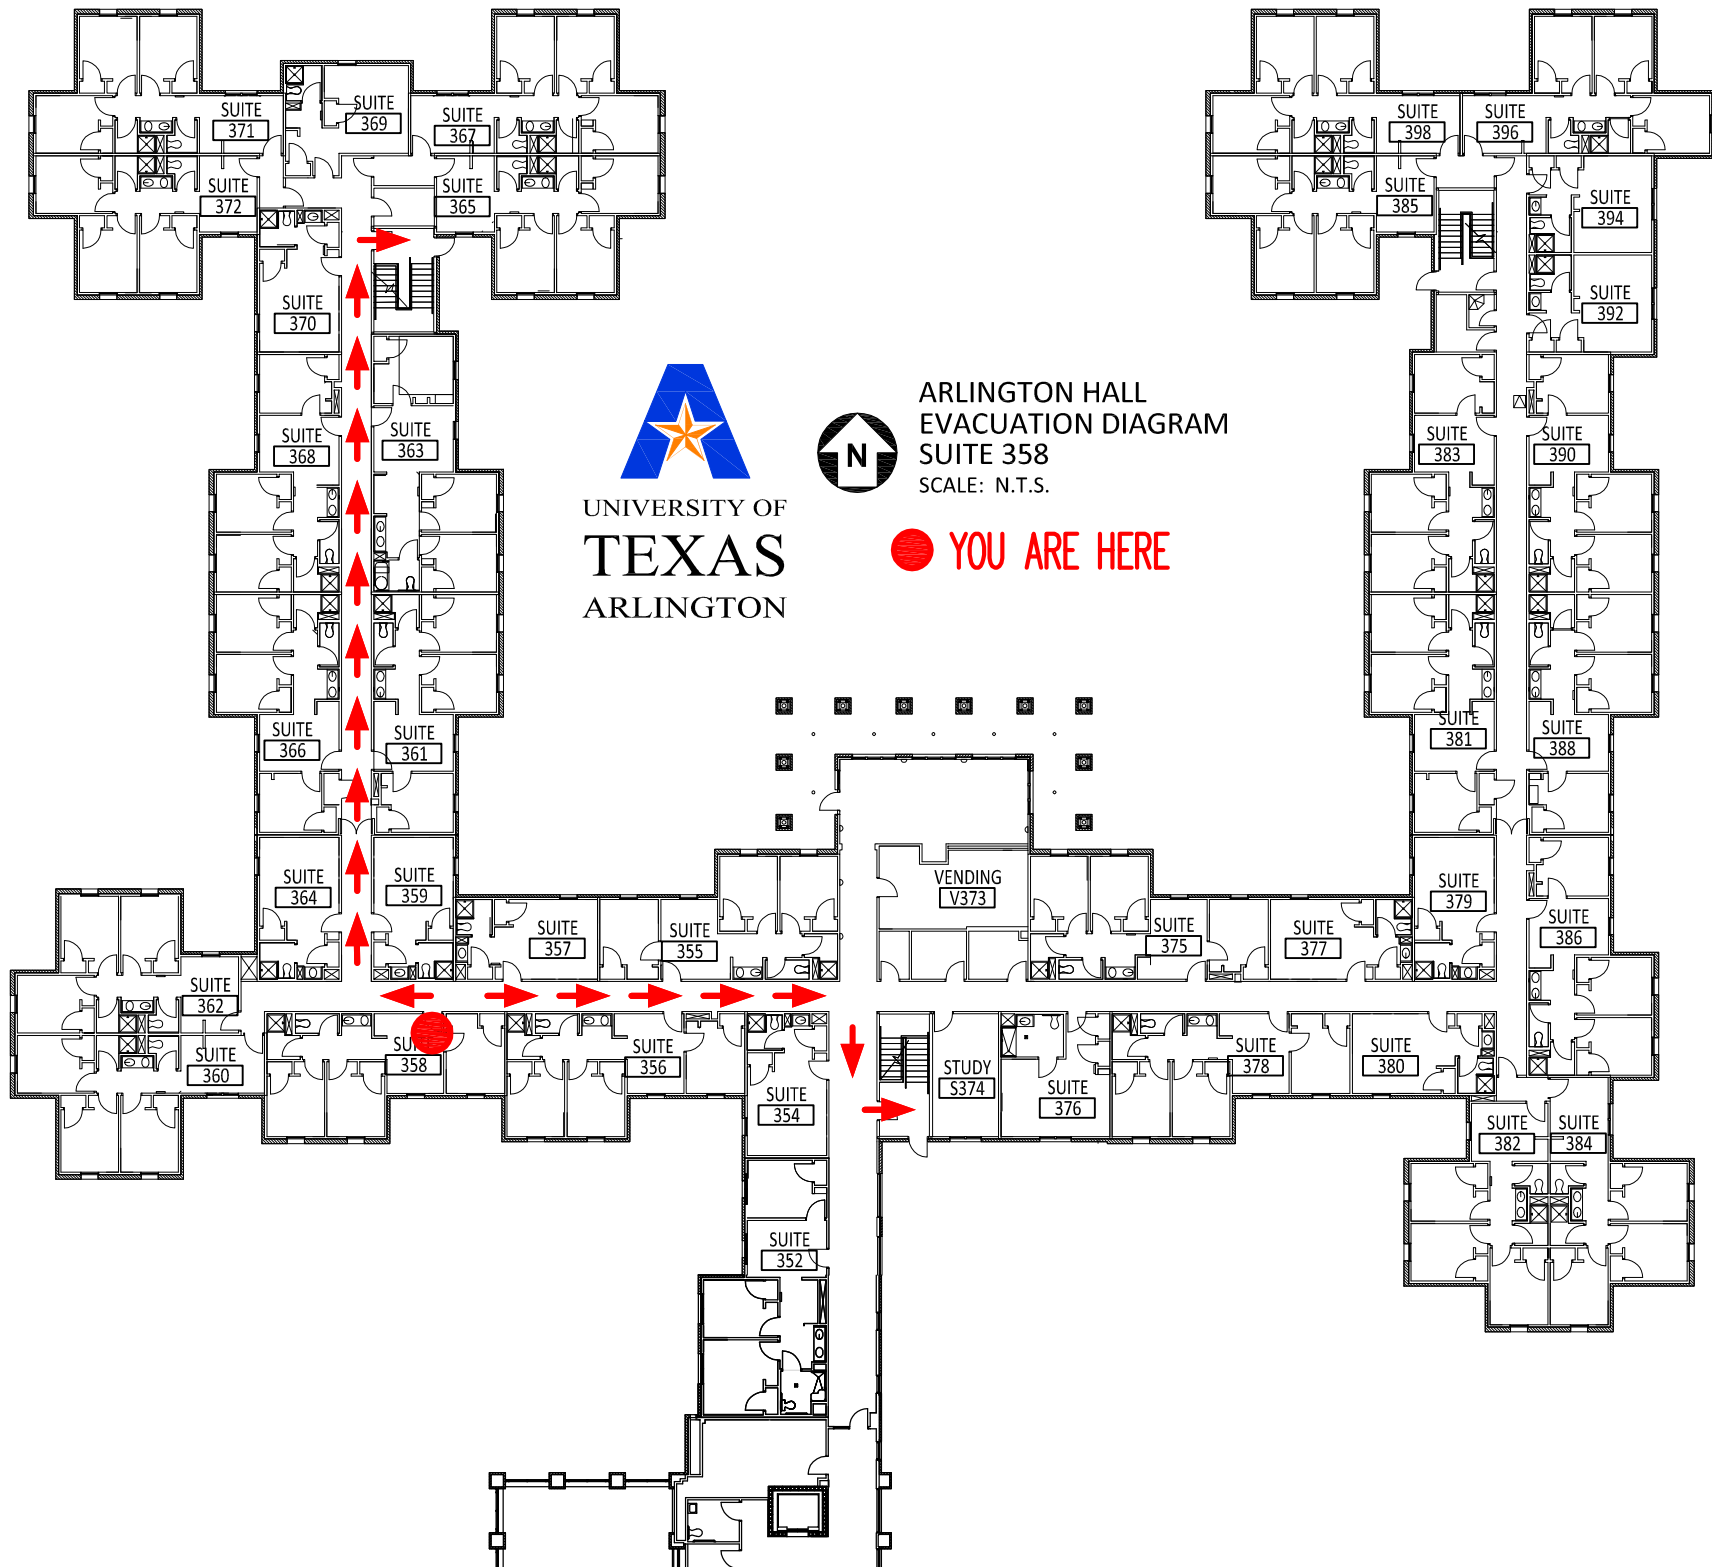 SUITE
371
SUITE
369
SUITE
367
SUITE
398
SUITE
396
SUITE
372
SUITE
365
SUITE
385
SUITE
394
SUITE
370
SUITE
392
SUITE
368
SUITE
363
N
ARLINGTON HALL
EVACUATION DIAGRAM
SUITE 358
SCALE: N.T.S.
SUITE
383
SUITE
390
UNIVERSITY OF
TEXAS
ARLINGTON
YOU ARE HERE
SUITE
366
SUITE
361
SUITE
381
SUITE
388
SUITE
364
SUITE
359
VENDING
V373
SUITE
379
SUITE
357
SUITE
355
SUITE
375
SUITE
377
SUITE
386
SUITE
362
SUITE
360
358
SUITE
356
STUDY
S374
SUITE
378
SUITE
380
SUITE
354
SUITE
376
SUITE
382
SUITE
384
SUITE
352